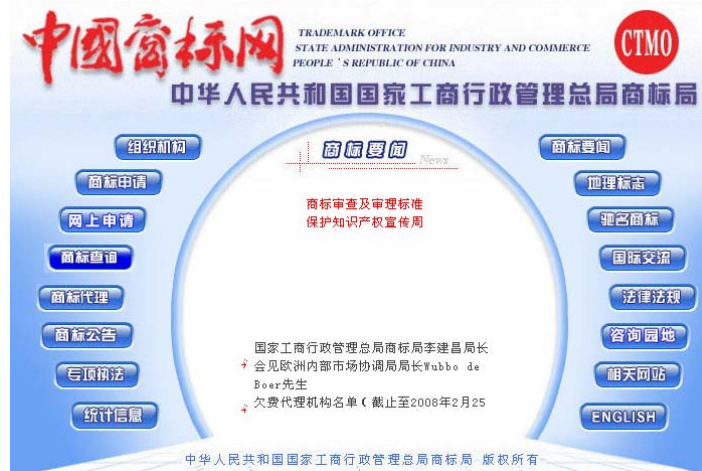 中國商标网
TRADEMARK OFFICE
STATE ADMINISTRATION FOR INDUSTRY AND COMMERCE
PEOPLE 'S REPUBLIC OF CHINA
CTMO
中华人民共和国国家工商行政管理总局商标局
组织机构
商标申请
网上申请
商标查询
商标代理
商标公告
专项执法
统计信息
商标要闻
News
商标审查及审理标准
保护知识产权宣传周
国家工商行政管理总局商标局李建昌局长
会见欧洲内部市场协调局局长Wubbo de
Boer先生
欠费代理机构名单(截止至2008年2月25
商标要闻
地理标志
驰名商标
国际交流
法律法规
咨询园地
相关网站
ENGLISH
中华人民共和国国家工商行政管理总局商标局 版权所有